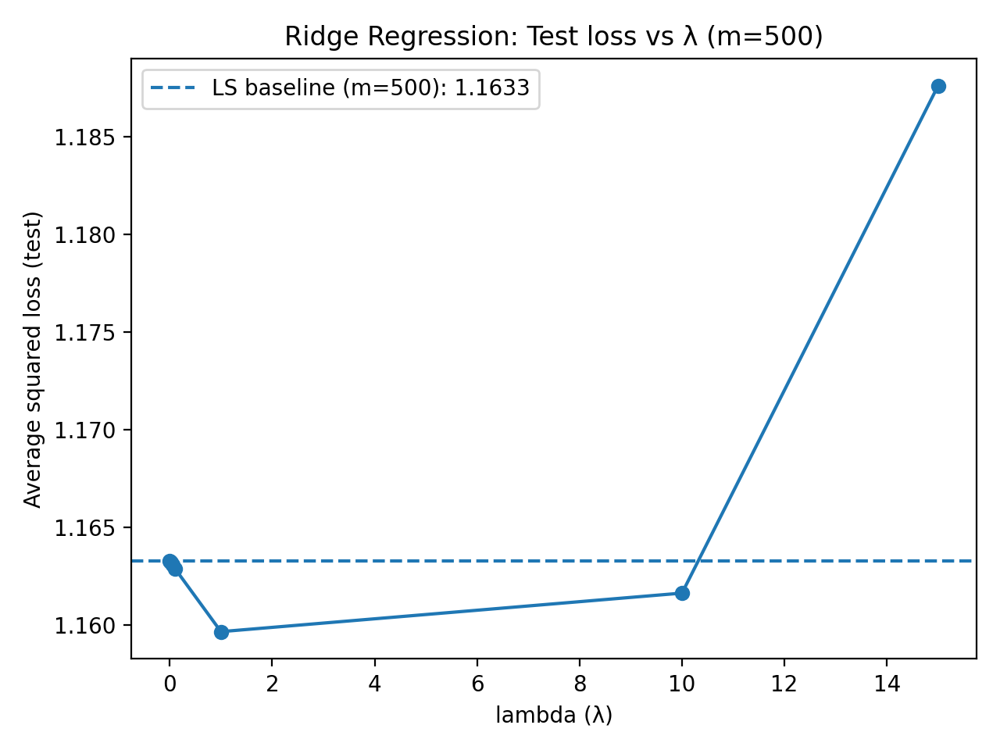 Ridge Regression: Test loss vs λ (m=500)
LS baseline (m=500): 1.1633
Average squared loss (test)
1.185
1.180
1.175
1.170
1.165
1.160
0 2 4 6 8 10 12 14
lambda (λ)